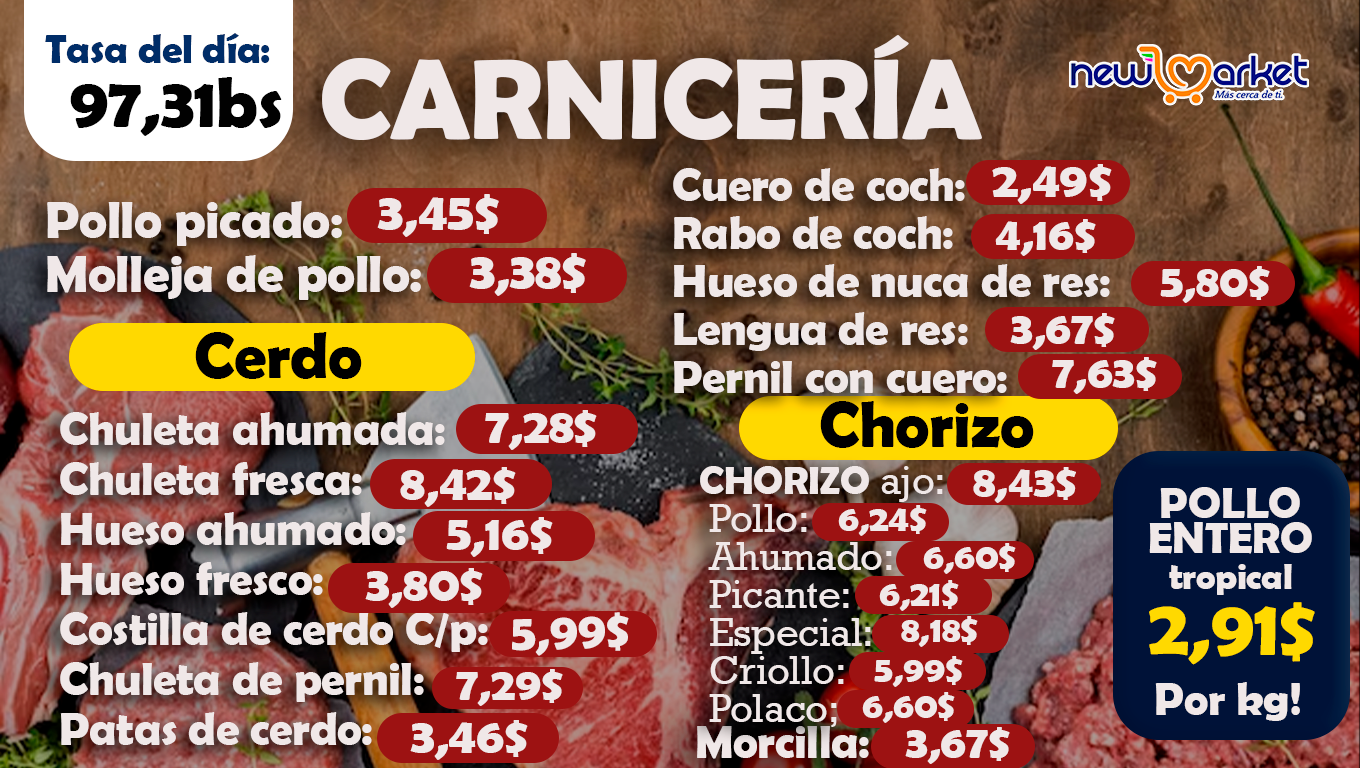 Tasa del día:
97,31bs
CARNICERÍA
new market
Más cerca de ti.
Pollo picado: 3,45$
Molleja de pollo: 3,38$
Cerdo
Chuleta ahumada: 7,28$
Chuleta fresca: 8,42$
Hueso ahumado: 5,16$
Hueso fresco: 3,80$
Costilla de cerdo C/p: 5,99$
Chuleta de pernil: 7,29$
Patas de cerdo: 3,46$
Cuero de coch: 2,49$
Rabo de coch: 4,16$
Hueso de nuca de res: 5,80$
Lengua de res: 3,67$
Pernil con cuero: 7,63$
Chorizo
CHORIZO ajo: 8,43$
Pollo: 6,24$
Ahumado: 6,60$
Picante: 6,21$
Especial: 8,18$
Criollo: 5,99$
Polaco; 6,60$
Morcilla: 3,67$
POLLO
ENTERO
tropical
2,91$
Por kg!